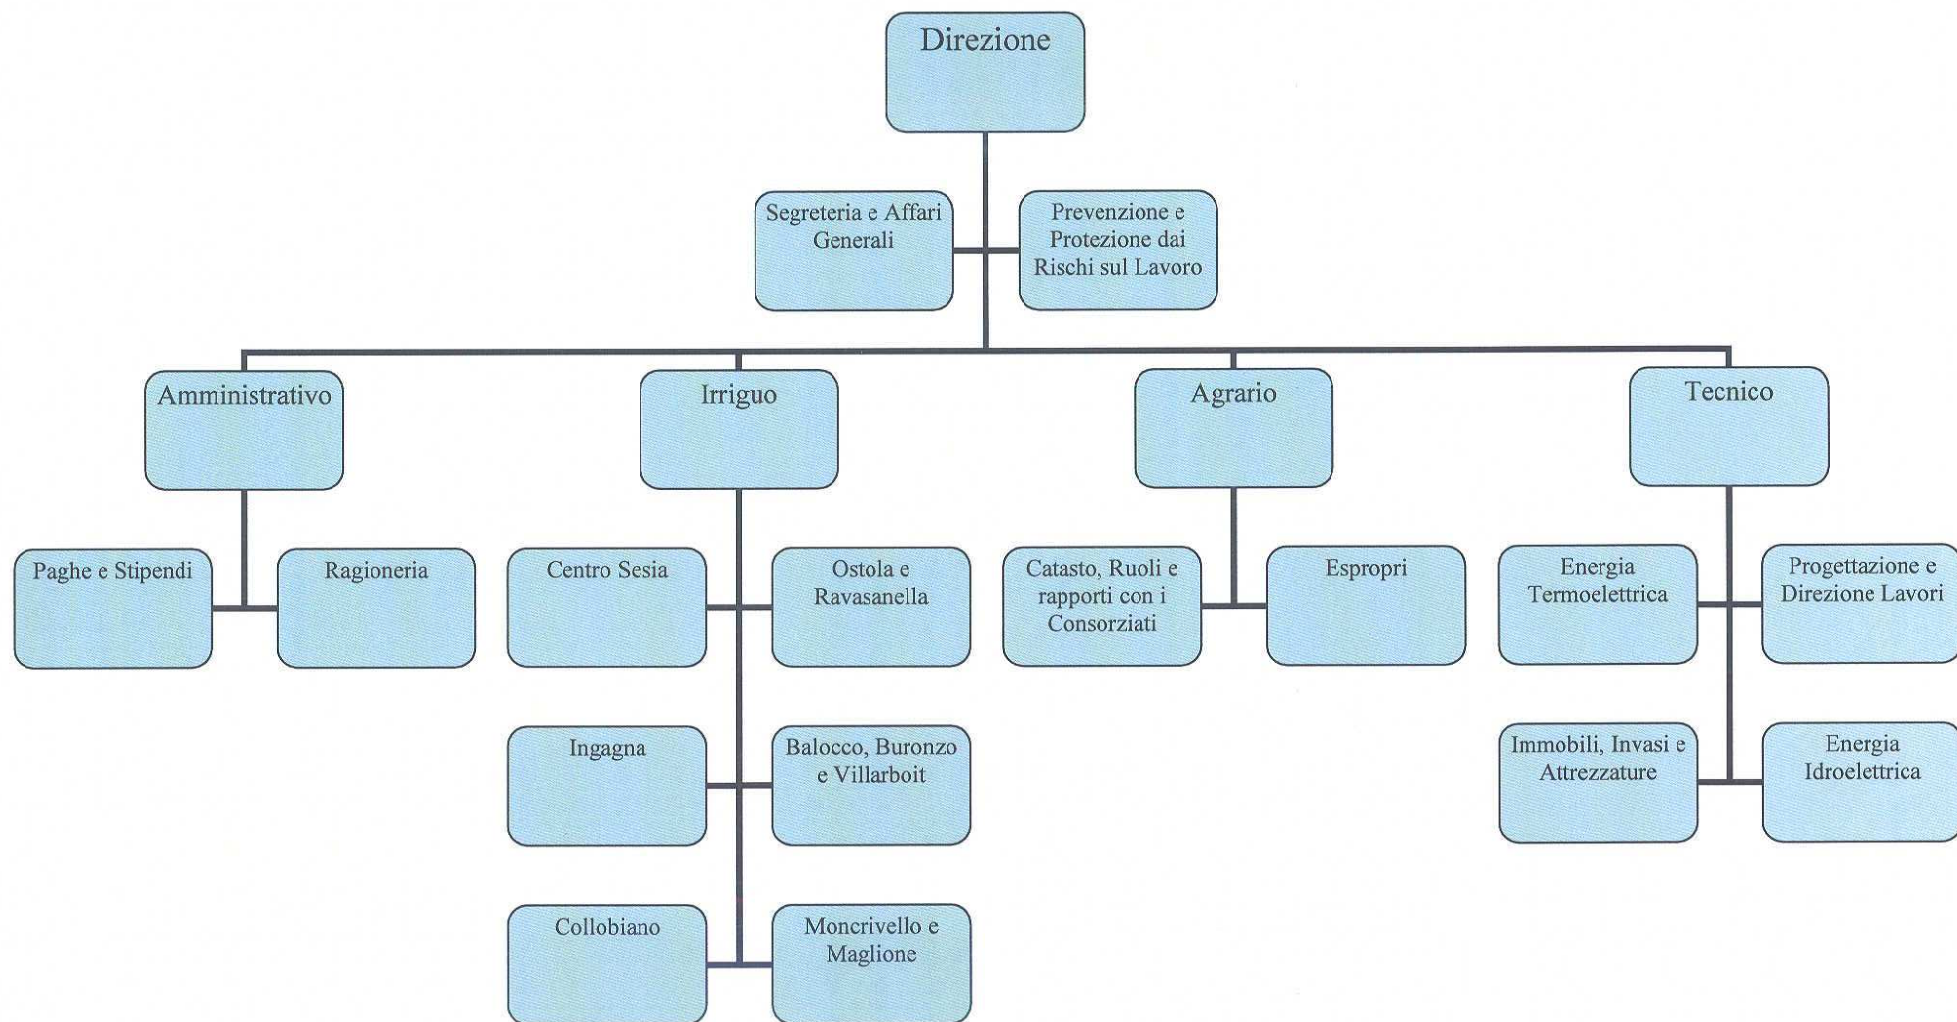 Direzione
Segreteria e Affari
Generali
Prevenzione e
Protezione dai
Rischi sul Lavoro
Amministrativo
Irriguo
Agrario
Tecnico
Paghe e Stipendi
Ragioneria
Centro Sesia
Ostola e
Ravasanella
Catasto, Ruoli e
rapporti con i
Consorziati
Espropri
Energia
Termoelettrica
Progettazione e
Direzione Lavori
Ingagna
Balocco, Buronzo
e Villarboit
Immobili, Invasi e
Attrezzature
Energia
Idroelettrica
Collobiano
Moncrivello e
Maglione